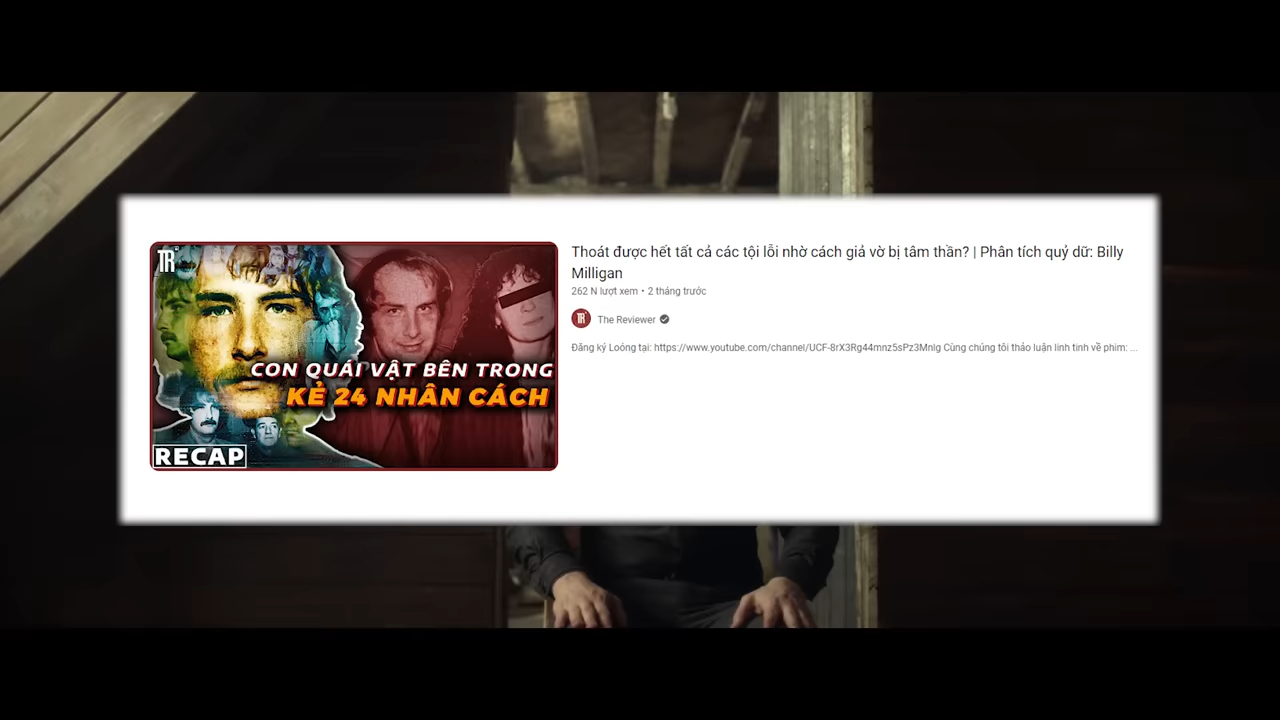 TR
CON QUÁI VẬT BÊN TRONG
KẺ 24 NHÂN CÁCH
RECAP
Thoát được hết tất cả các tội lỗi nhờ cách giả vờ bị tâm thần? | Phân tích quỷ dữ: Billy
Milligan
262 N lượt xem • 2 tháng trước
TR The Reviewer
Đăng ký Loóng tại: https://www.youtube.com/channel/UCF-8rX3Rg44mnz5sPz3MnIg Cùng chúng tôi thảo luận linh tinh về phim: ...